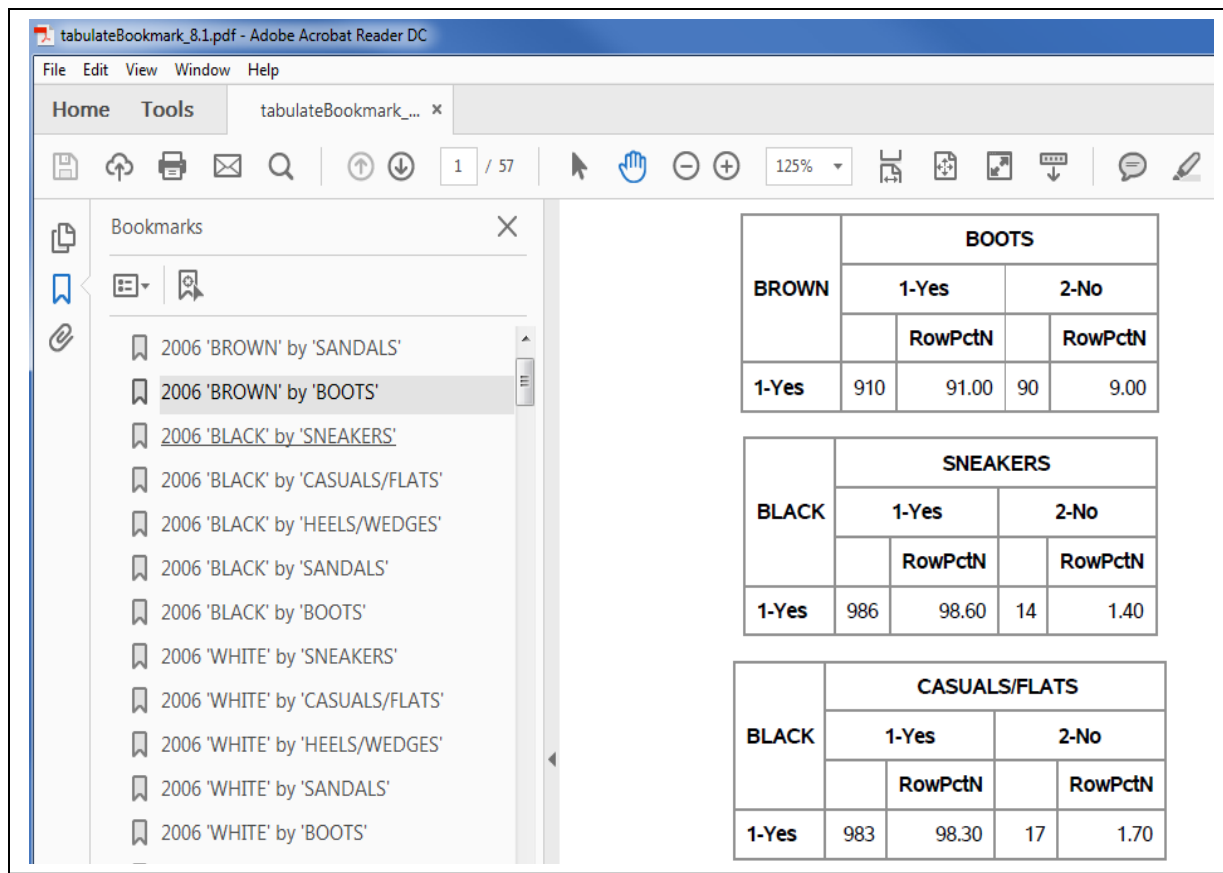 tabulateBookmark_8.1.pdf - Adobe Acrobat Reader DC
File Edit View Window Help
Home Tools tabulateBookmark_... ×
1 / 57 125%
Bookmarks
2006 'BROWN' by 'SANDALS'
2006 'BROWN' by 'BOOTS'
2006 'BLACK' by 'SNEAKERS'
2006 'BLACK' by 'CASUALS/FLATS'
2006 'BLACK' by 'HEELS/WEDGES'
2006 'BLACK' by 'SANDALS'
2006 'BLACK' by 'BOOTS'
2006 'WHITE' by 'SNEAKERS'
2006 'WHITE' by 'CASUALS/FLATS'
2006 'WHITE' by 'HEELS/WEDGES'
2006 'WHITE' by 'SANDALS'
2006 'WHITE' by 'BOOTS'
BOOTS
BROWN 1-Yes 2-No
RowPctN RowPctN
1-Yes 910 91.00 90 9.00
SNEAKERS
BLACK 1-Yes 2-No
RowPctN RowPctN
1-Yes 986 98.60 14 1.40
CASUALS/FLATS
BLACK 1-Yes 2-No
RowPctN RowPctN
1-Yes 983 98.30 17 1.70